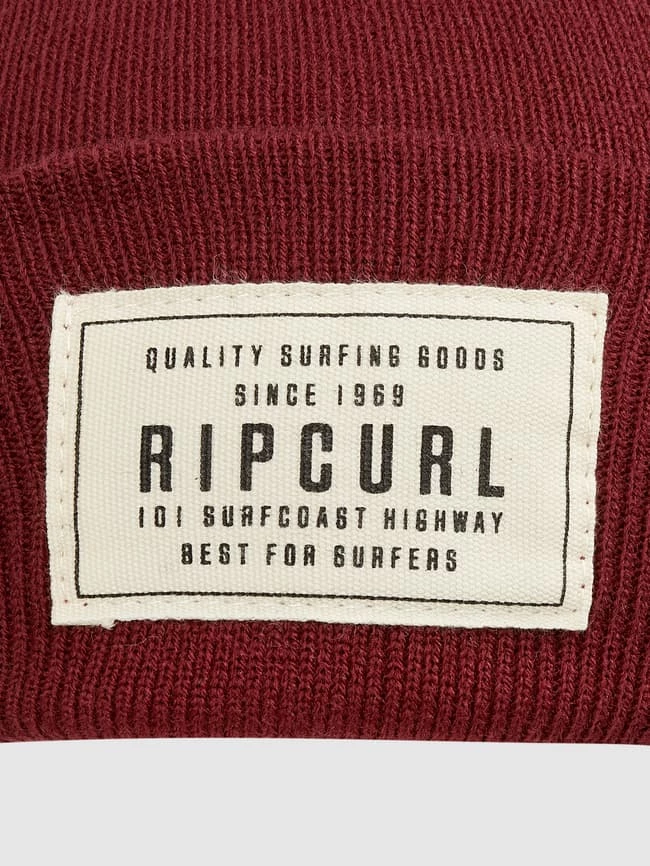 QUALITY SURFING GOODS
SINCE 1969
RIPCURL
101 SURFCOAST HIGHWAY
BEST FOR SURFERS